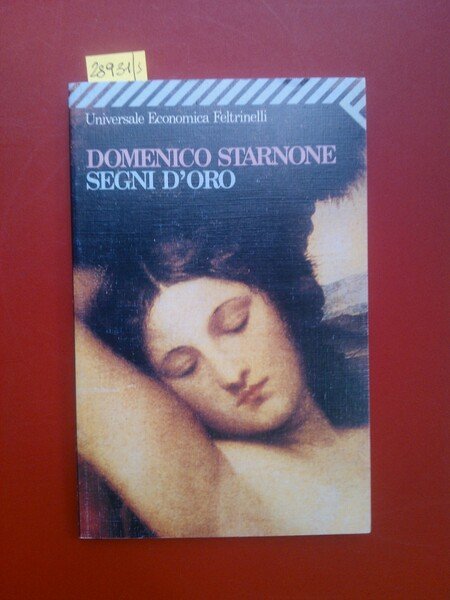 28931/s
Universale Economica Feltrinelli
DOMENICO STARNONE
SEGNI D'ORO